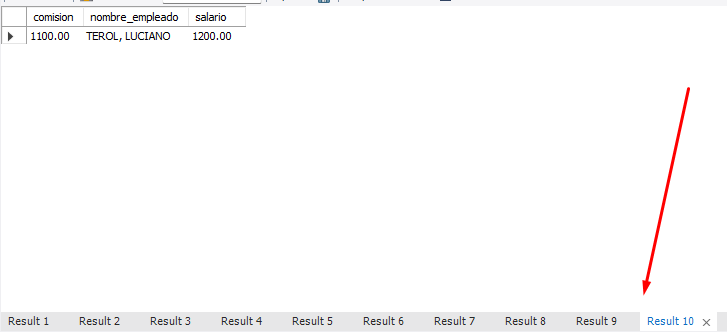 comision nombre_empleado salario
1100.00 TEROL, LUCIANO 1200.00
Result 1 Result 2 Result 3 Result 4 Result 5 Result 6 Result 7 Result 8 Result 9 Result 10